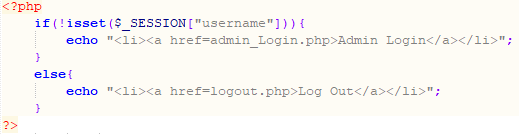 <?php
if(!isset($_SESSION["username"])){
echo "<li><a href=admin_Login.php>Admin Login</a></li>";
}
else{
echo "<li><a href=logout.php>Log Out</a></li>";
}
?>